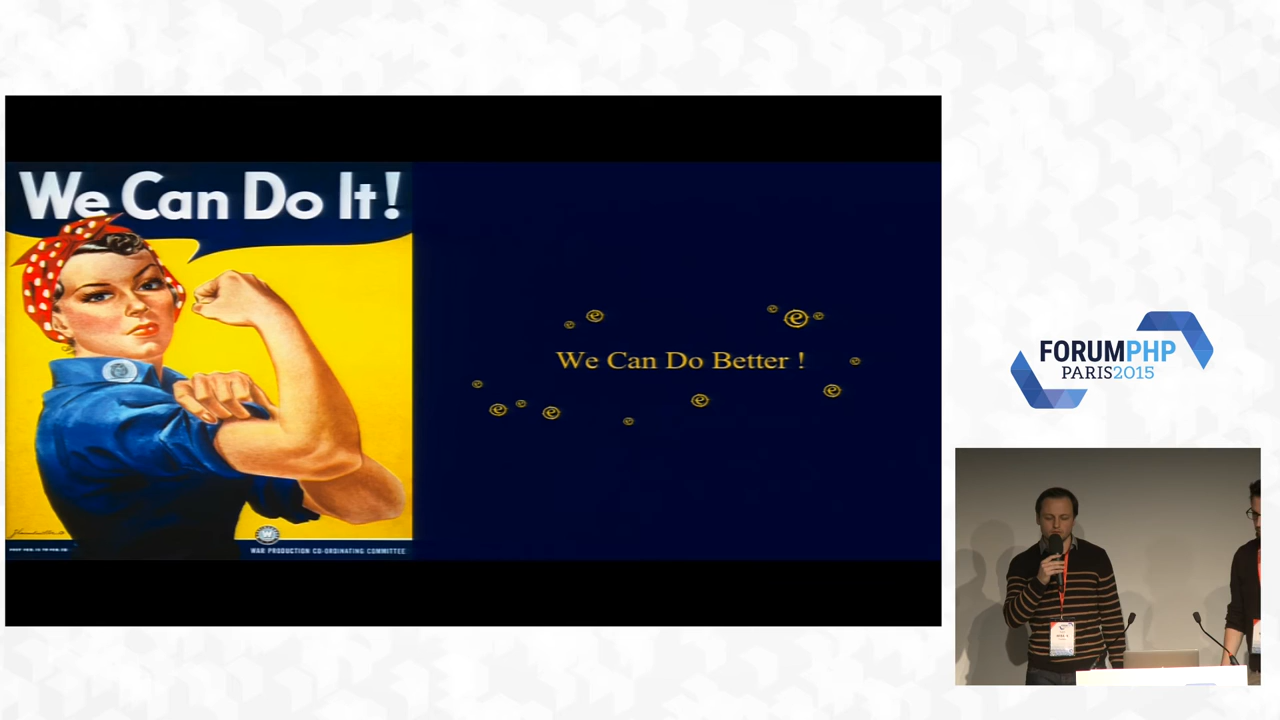 We Can Do It!
We Can Do Better !
WAR PRODUCTION CO-ORDINATING COMMITTEE
FORUMPHP
PARIS2015